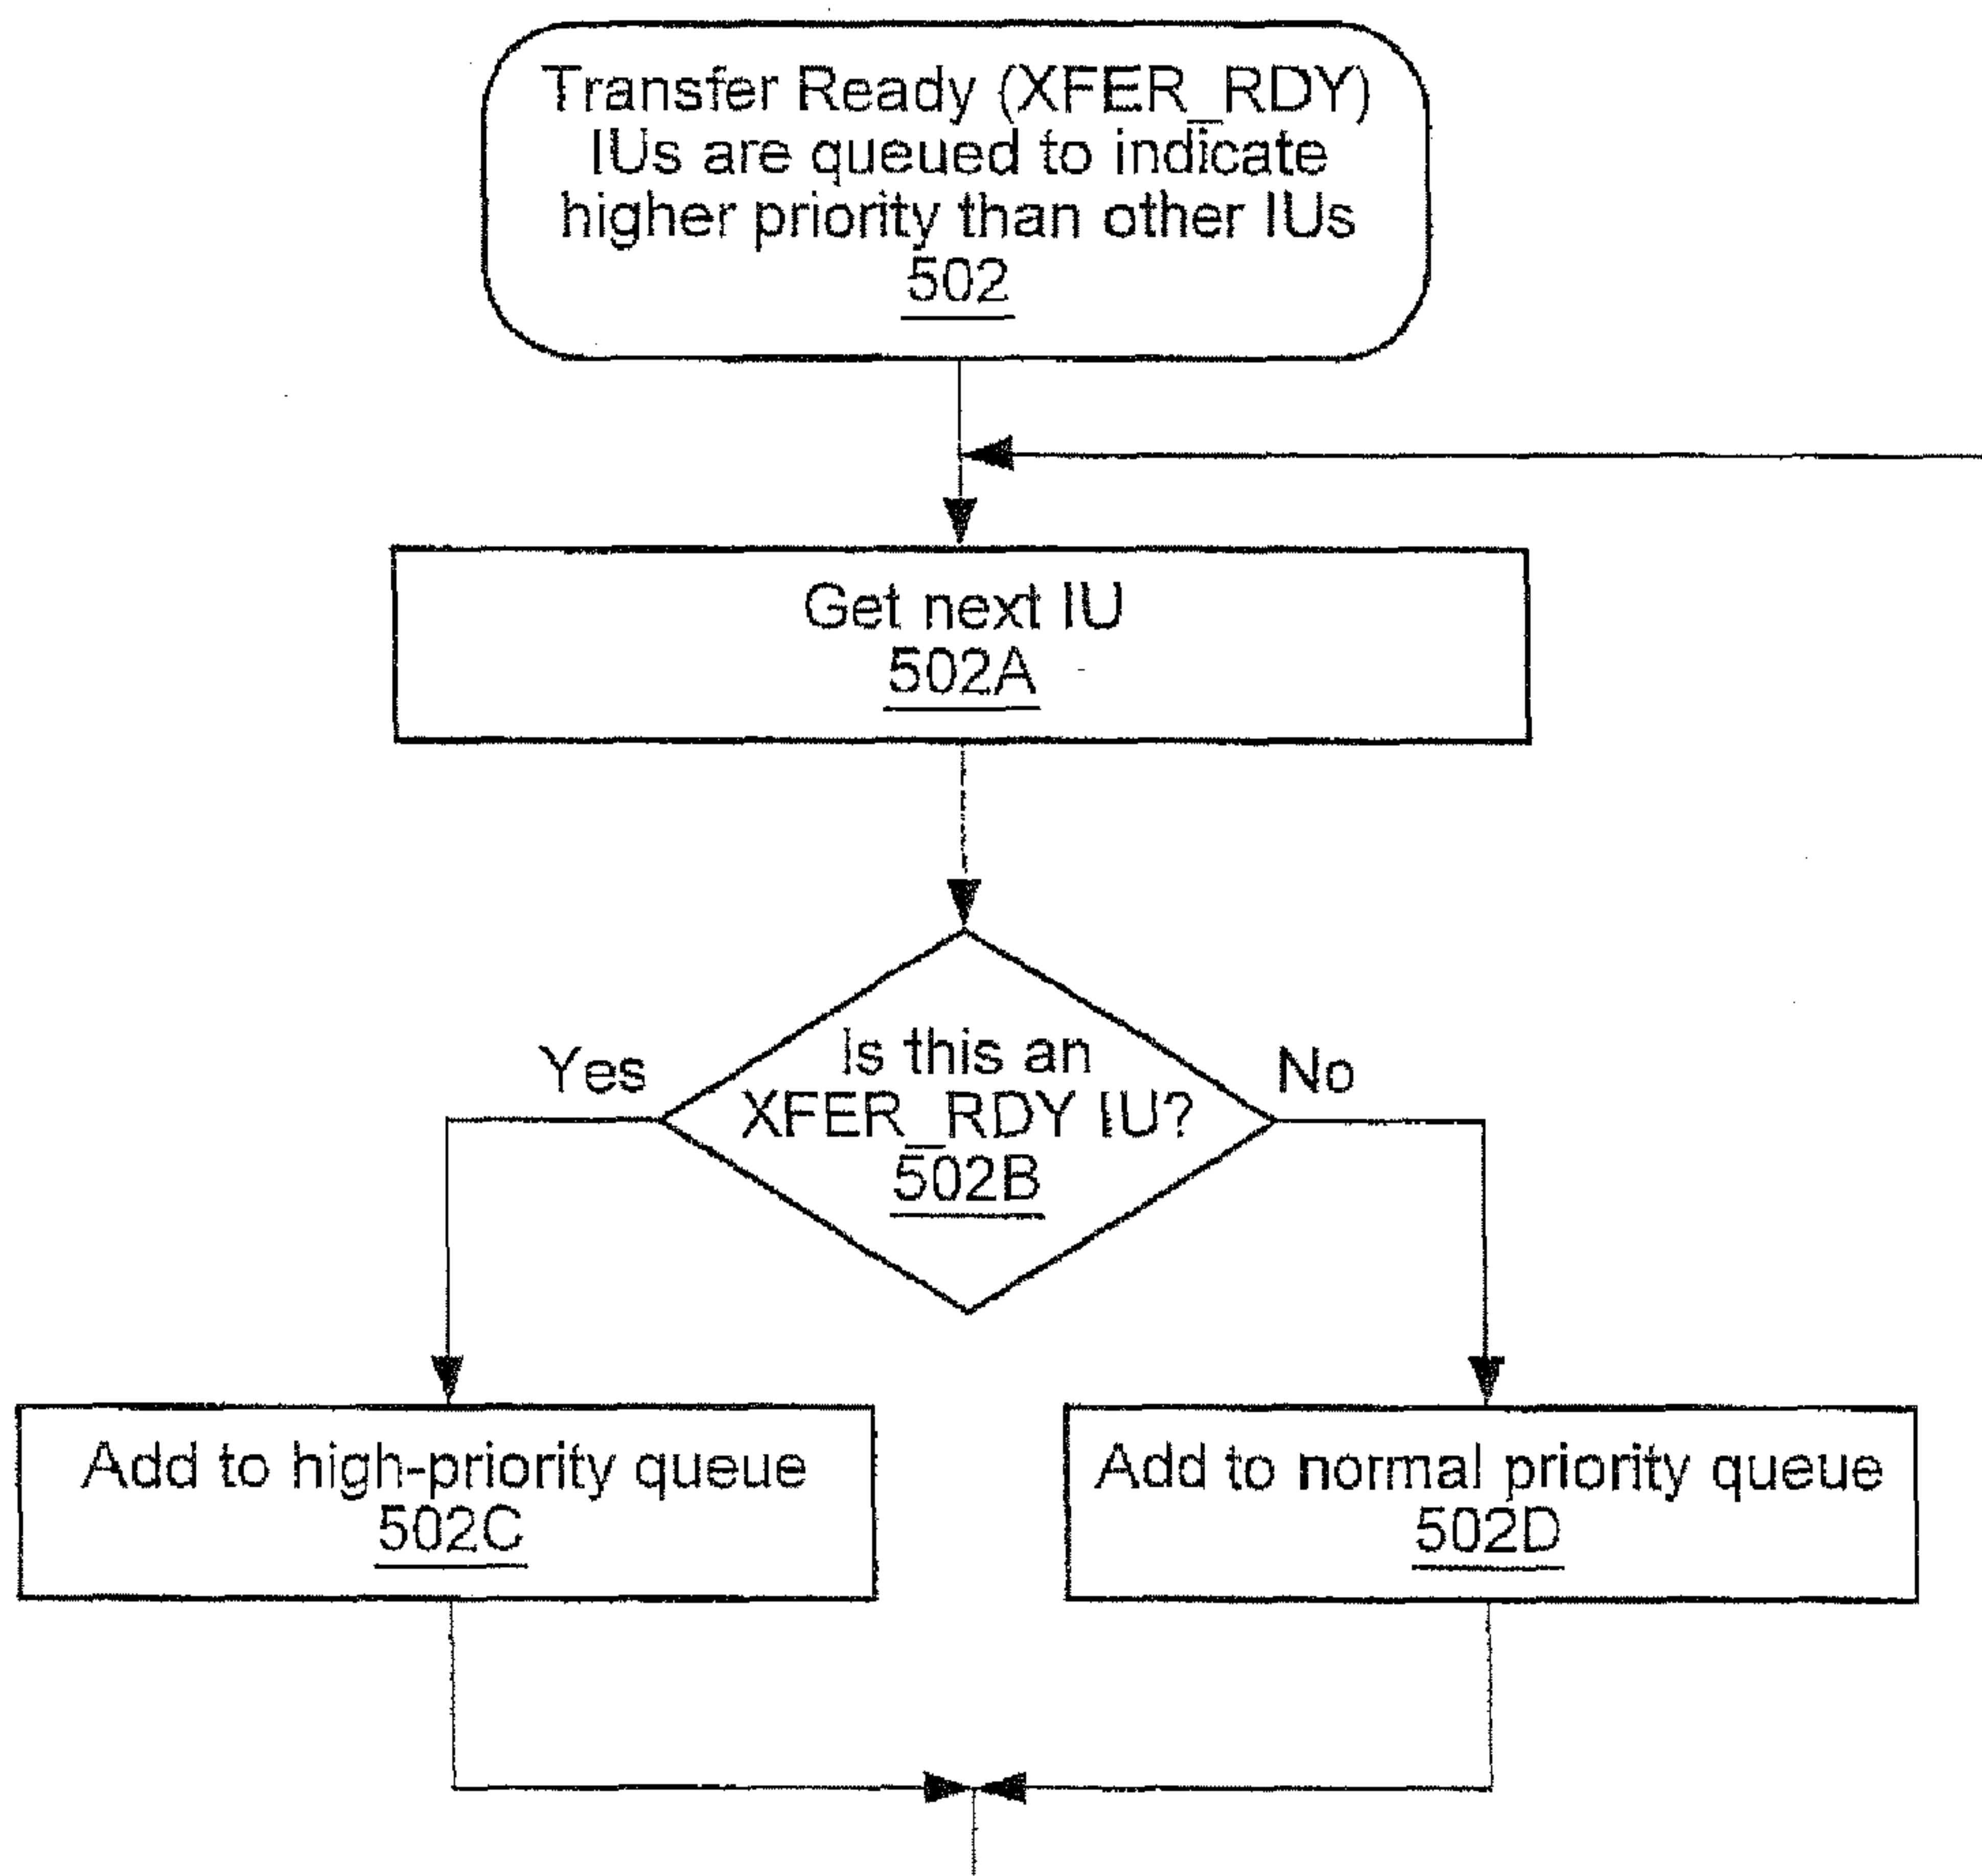 Transfer Ready (XFER_RDY)
IUs are queued to indicate
higher priority than other IUs
502
Get next IU
502A
Is this an
XFER_RDY IU?
502B
Yes
No
Add to high-priority queue
502C
Add to normal priority queue
502D